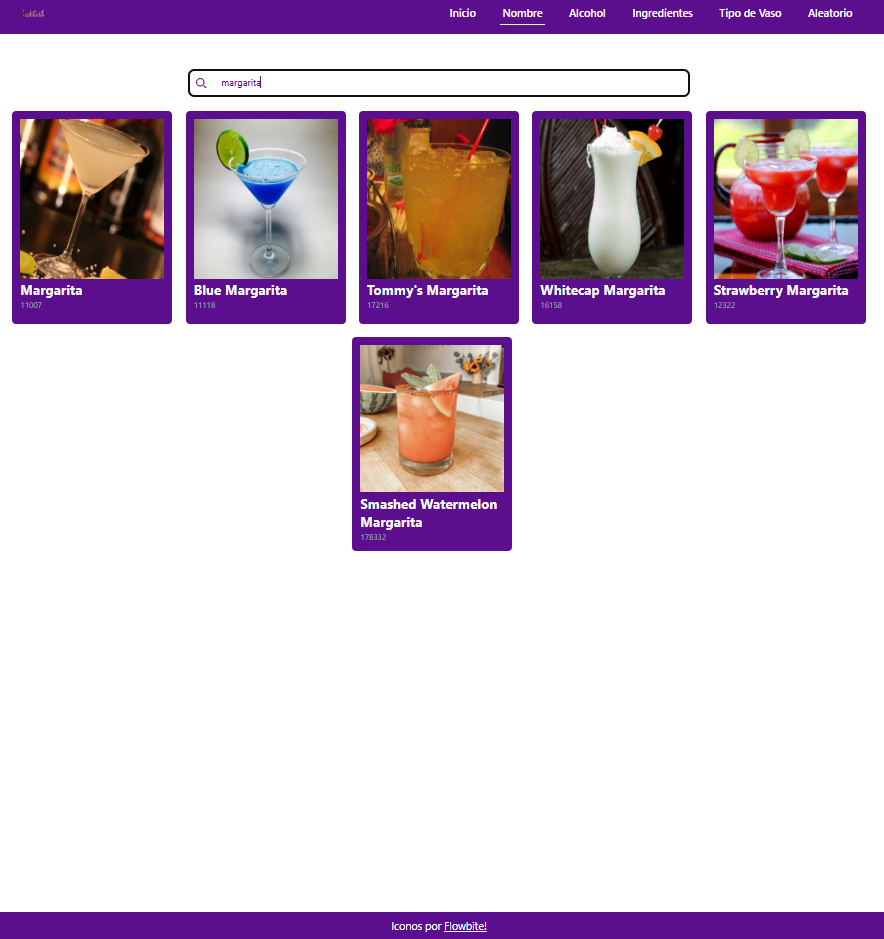 Inicio
Nombre
Alcohol
Ingredientes
Tipo de Vaso
Aleatorio
margarita
Margarita
11007
Blue Margarita
11118
Tommy's Margarita
17216
Whitecap Margarita
16158
Strawberry Margarita
12322
Smashed Watermelon
Margarita
178332
Iconos por Flowbite!